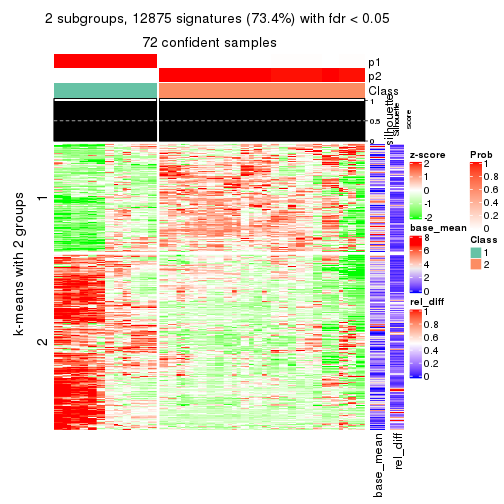 2 subgroups, 12875 signatures (73.4%) with fdr < 0.05
72 confident samples
p1
p2
Class
silhouette
Silhouette
score
1
0.5
0
k-means with 2 groups
1
2
base_mean
rel_diff
z-score
2
1
0
-1
-2
base_mean
8
6
4
2
0
rel_diff
1
0.8
0.6
0.4
0.2
0
Prob
1
0.8
0.6
0.4
0.2
0
Class
1
2